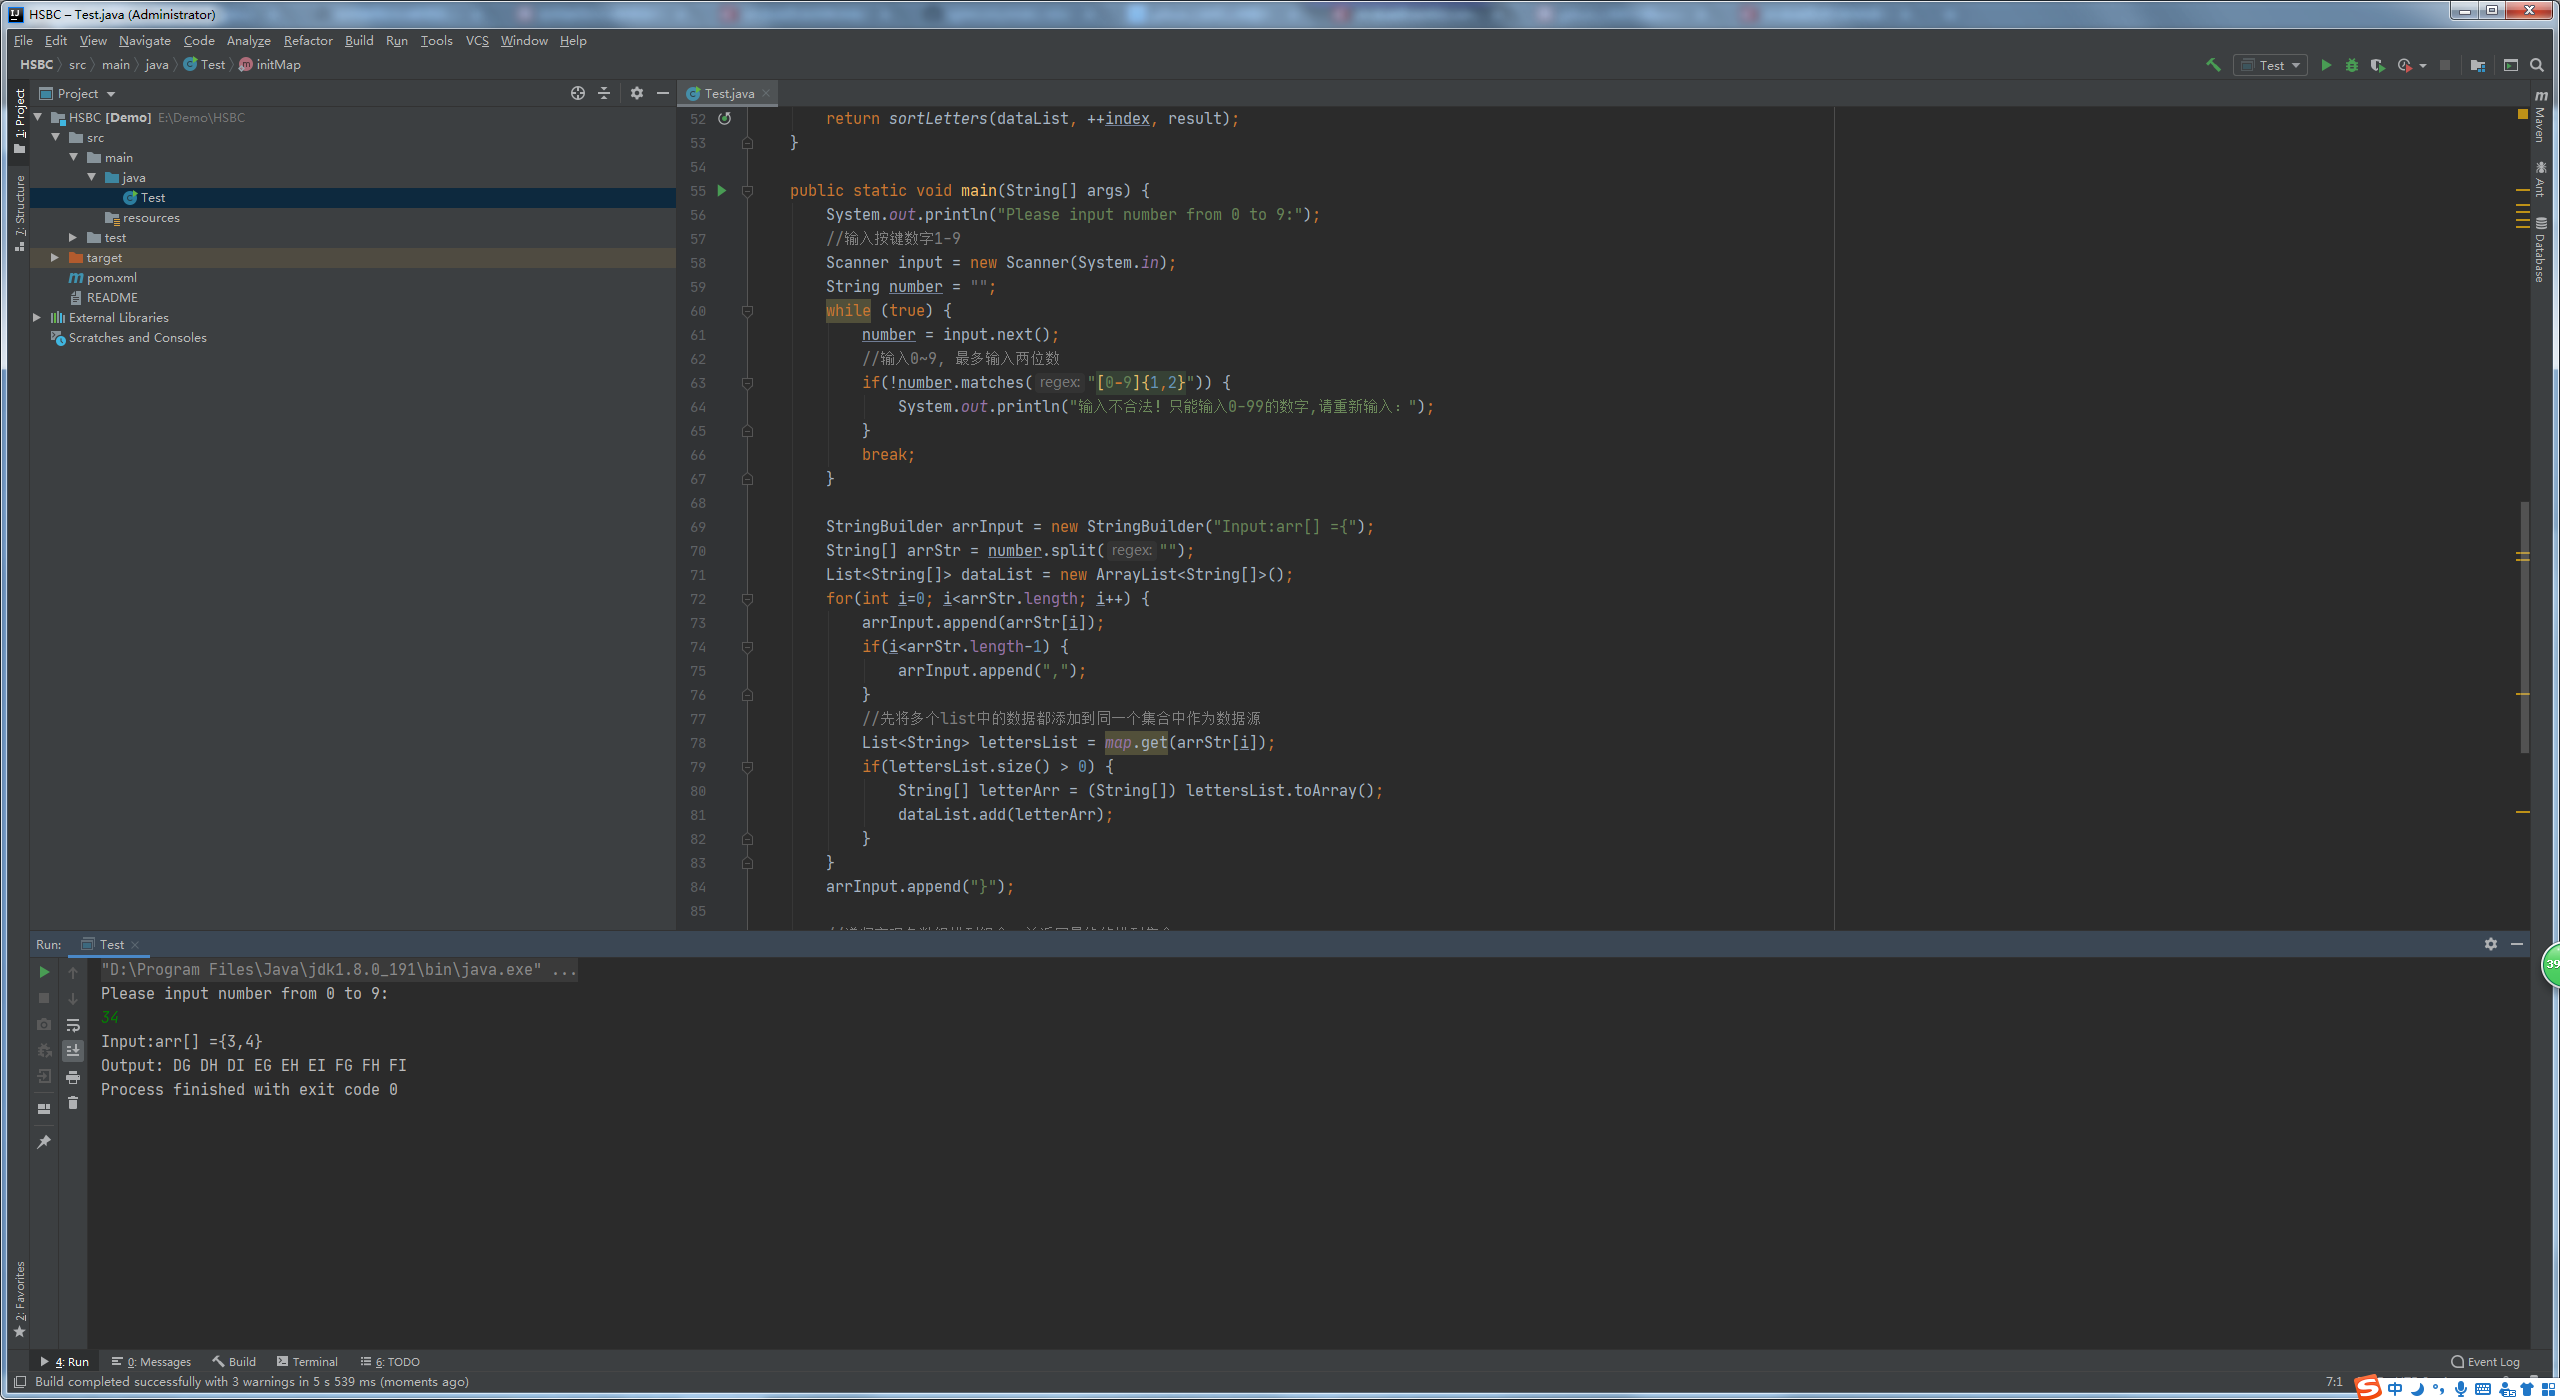 HSBC – Test.java (Administrator)
File Edit View Navigate Code Analyze Refactor Build Run Tools VCS Window Help
HSBC src main java Test initMap
Test
Project
Test.java
1: Project
7: Structure
2: Favorites
Maven
Ant
Database
HSBC [Demo] E:\Demo\HSBC
src
main
java
Test
resources
test
target
pom.xml
README
External Libraries
Scratches and Consoles
52 return sortLetters(dataList, ++index, result);
53 }
54
55 public static void main(String[] args) {
56 System.out.println("Please input number from 0 to 9:");
57 //输入按键数字1-9
58 Scanner input = new Scanner(System.in);
59 String number = "";
60 while (true) {
61 number = input.next();
62 //输入0~9, 最多输入两位数
63 if(!number.matches( regex: "[0-9]{1,2}")) {
64 System.out.println("输入不合法！只能输入0-99的数字,请重新输入：");
65 }
66 break;
67 }
68
69 StringBuilder arrInput = new StringBuilder("Input:arr[] ={");
70 String[] arrStr = number.split( regex: "");
71 List<String[]> dataList = new ArrayList<String[]>();
72 for(int i=0; i<arrStr.length; i++) {
73 arrInput.append(arrStr[i]);
74 if(i<arrStr.length-1) {
75 arrInput.append(",");
76 }
77 //先将多个list中的数据都添加到同一个集合中作为数据源
78 List<String> lettersList = map.get(arrStr[i]);
79 if(lettersList.size() > 0) {
80 String[] letterArr = (String[]) lettersList.toArray();
81 dataList.add(letterArr);
82 }
83 }
84 arrInput.append("}");
85
Run: Test
"D:\Program Files\Java\jdk1.8.0_191\bin\java.exe" ...
Please input number from 0 to 9:
34
Input:arr[] ={3,4}
Output: DG DH DI EG EH EI FG FH FI
Process finished with exit code 0
39
4: Run 0: Messages Build Terminal 6: TODO Event Log
Build completed successfully with 3 warnings in 5 s 539 ms (moments ago) 7:1
中